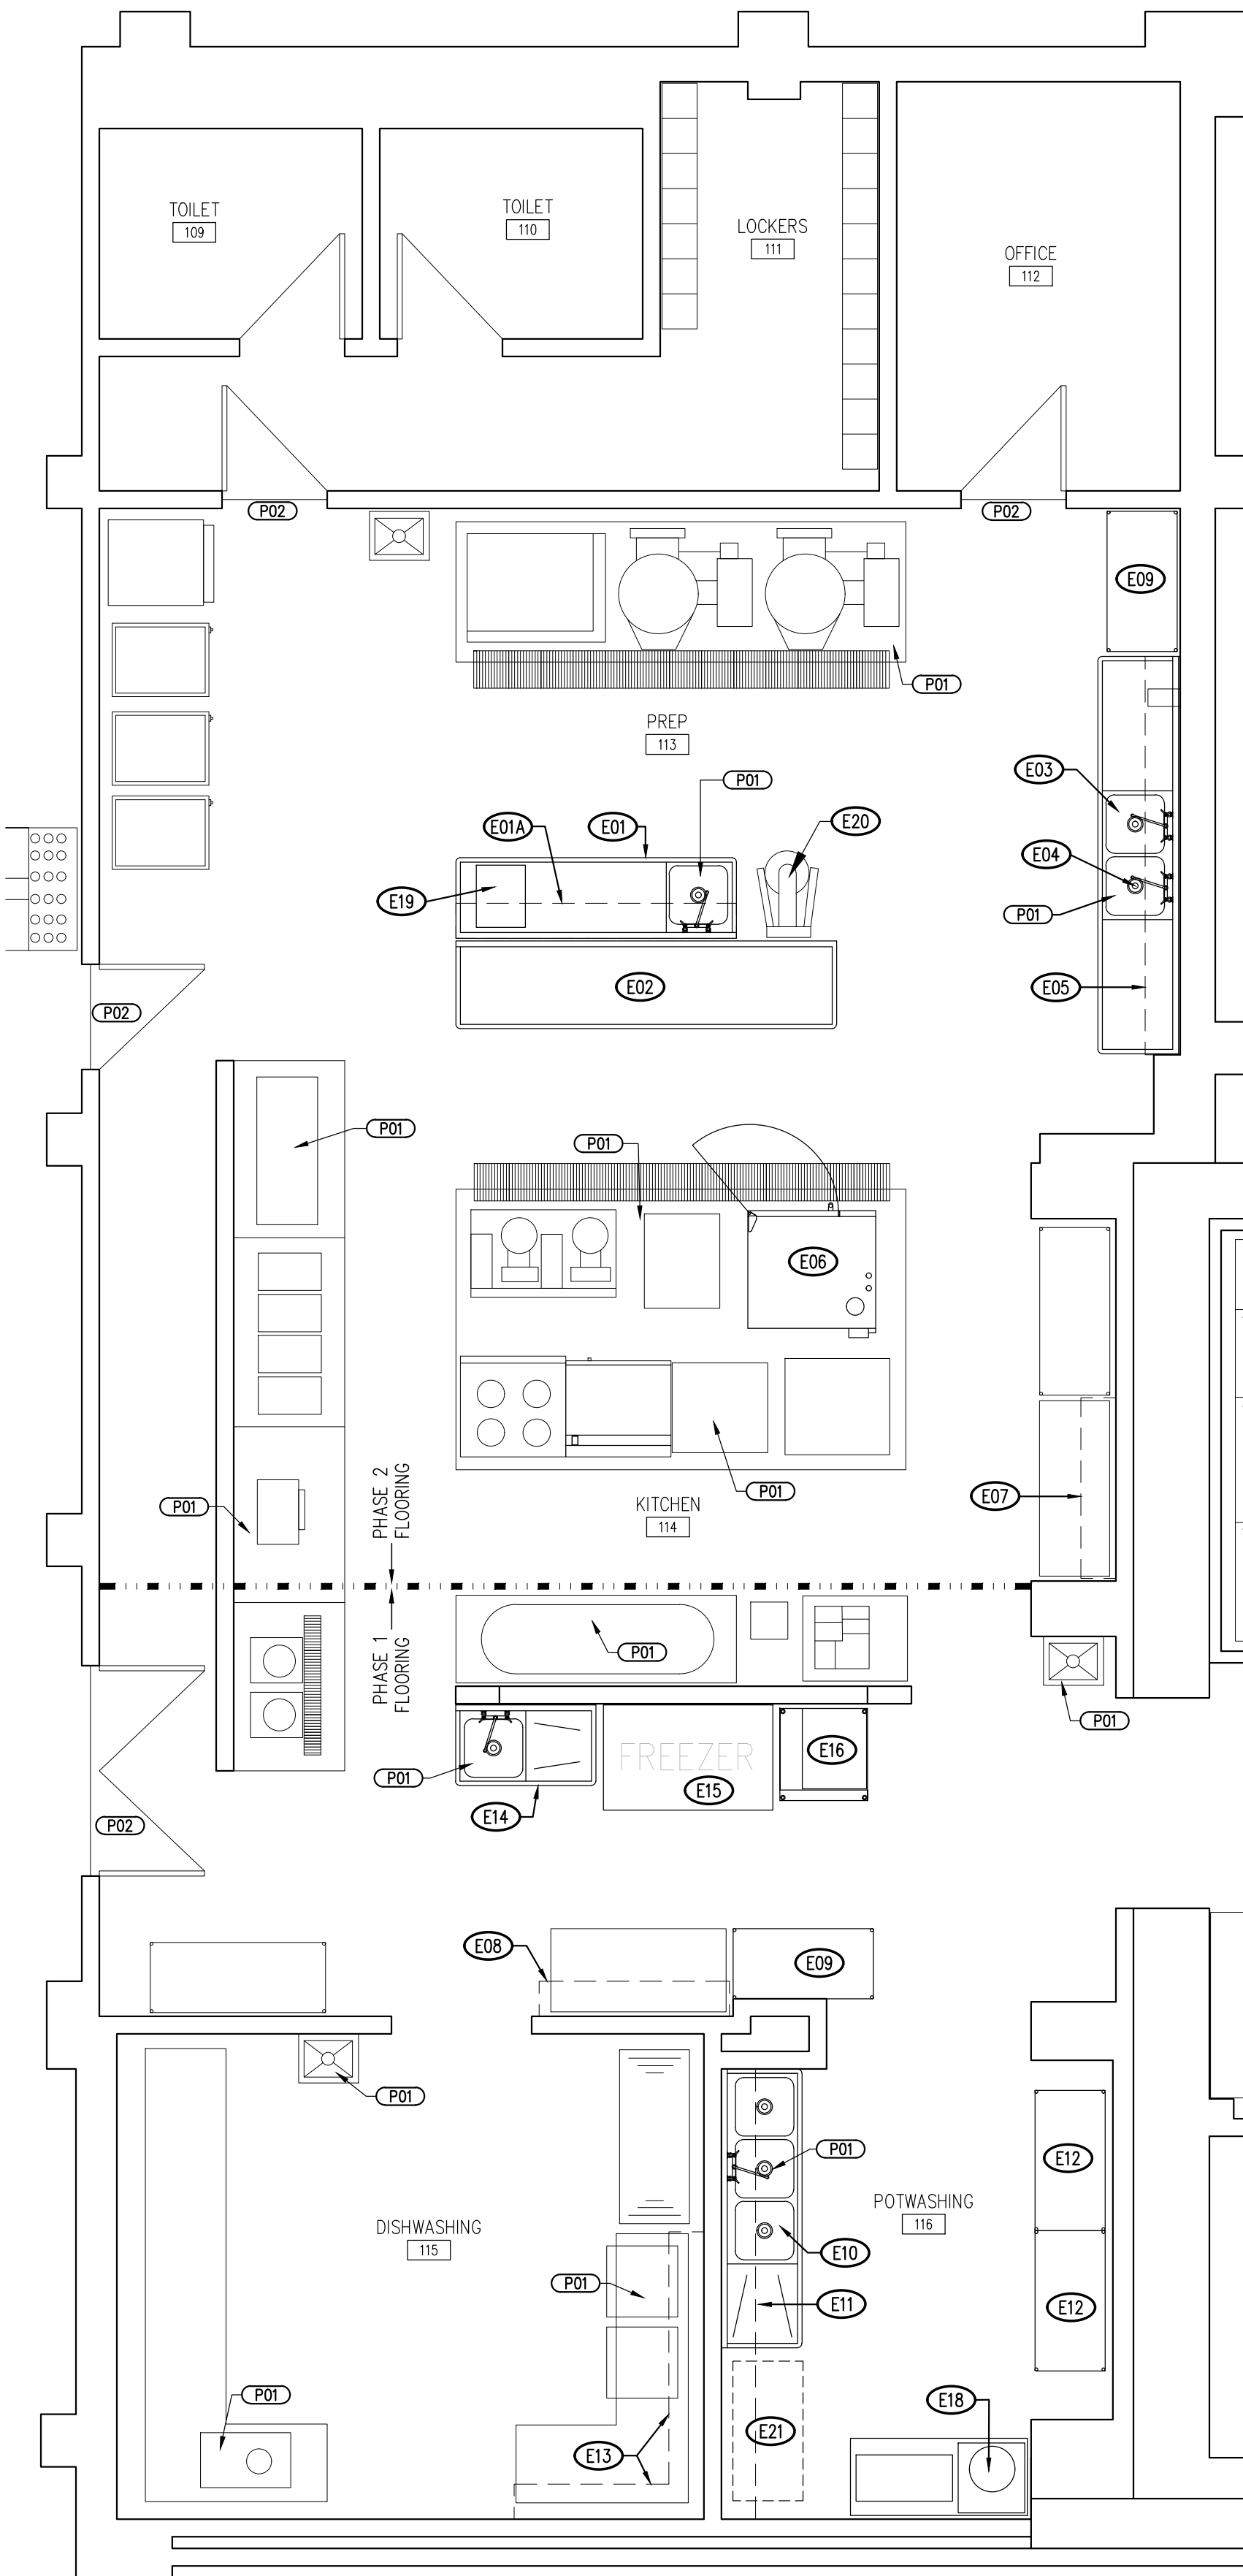 TOILET
109
TOILET
110
LOCKERS
111
OFFICE
112
P02
P02
E09
P01
PREP
113
P01
E03
E01A
E01
E20
E04
E19
P01
E02
E05
P02
P01
P01
E06
P01
E07
P01
KITCHEN
114
PHASE 2
FLOORING
PHASE 1
FLOORING
P01
P01
FREEZER
E16
P01
E15
E14
P02
E08
E09
P01
P01
E12
POTWASHING
116
DISHWASHING
115
E10
P01
E11
E12
P01
E18
E21
E13